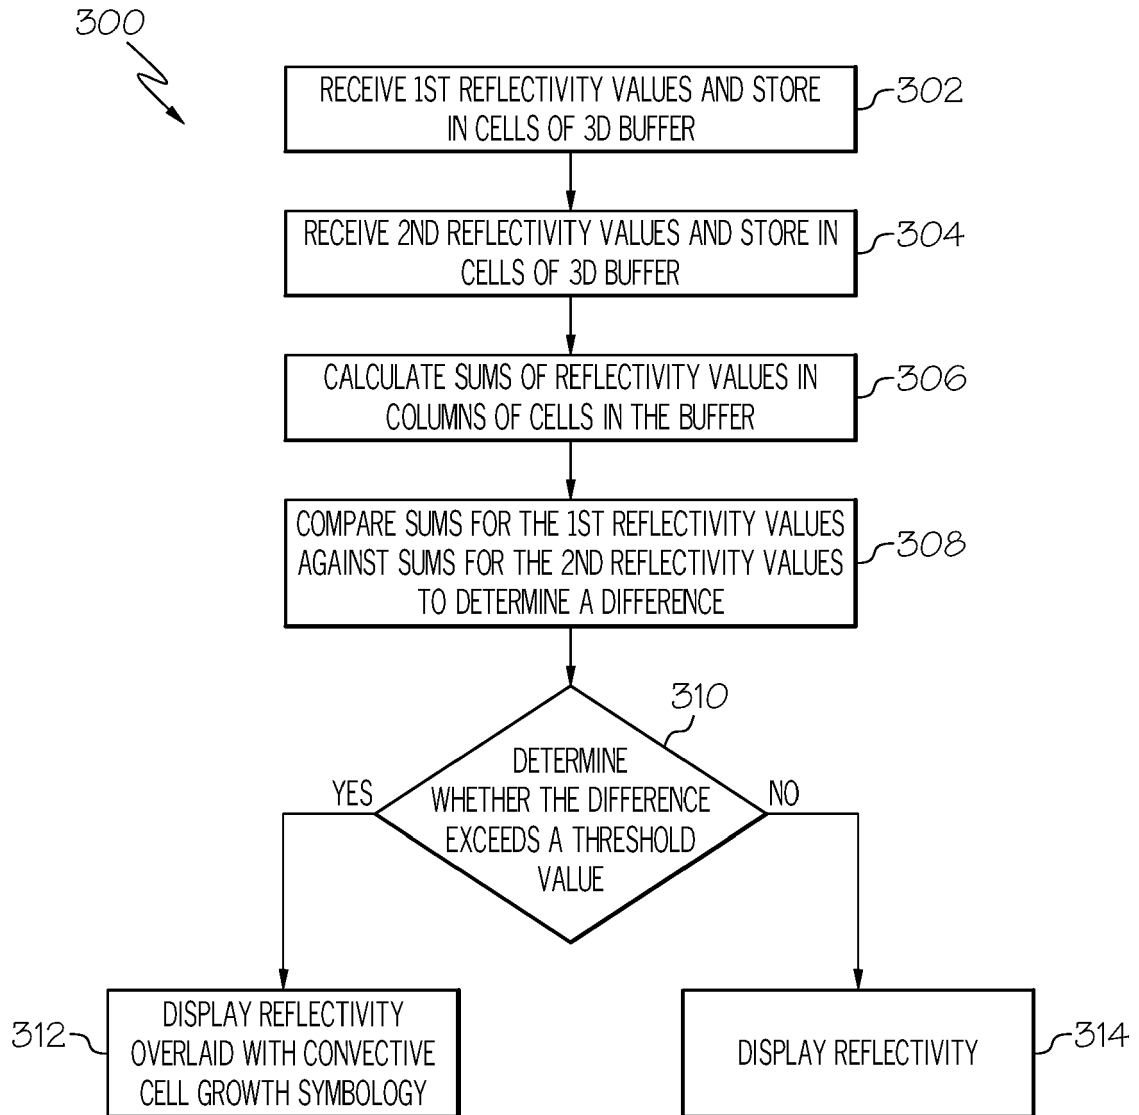 300
RECEIVE 1ST REFLECTIVITY VALUES AND STORE
IN CELLS OF 3D BUFFER
302
RECEIVE 2ND REFLECTIVITY VALUES AND STORE IN
CELLS OF 3D BUFFER
304
CALCULATE SUMS OF REFLECTIVITY VALUES IN
COLUMNS OF CELLS IN THE BUFFER
306
COMPARE SUMS FOR THE 1ST REFLECTIVITY VALUES
AGAINST SUMS FOR THE 2ND REFLECTIVITY VALUES
TO DETERMINE A DIFFERENCE
308
310
DETERMINE
WHETHER THE DIFFERENCE
EXCEEDS A THRESHOLD
VALUE
YES
NO
DISPLAY REFLECTIVITY
OVERLAID WITH CONVECTIVE
CELL GROWTH SYMBOLOGY
312
DISPLAY REFLECTIVITY
314